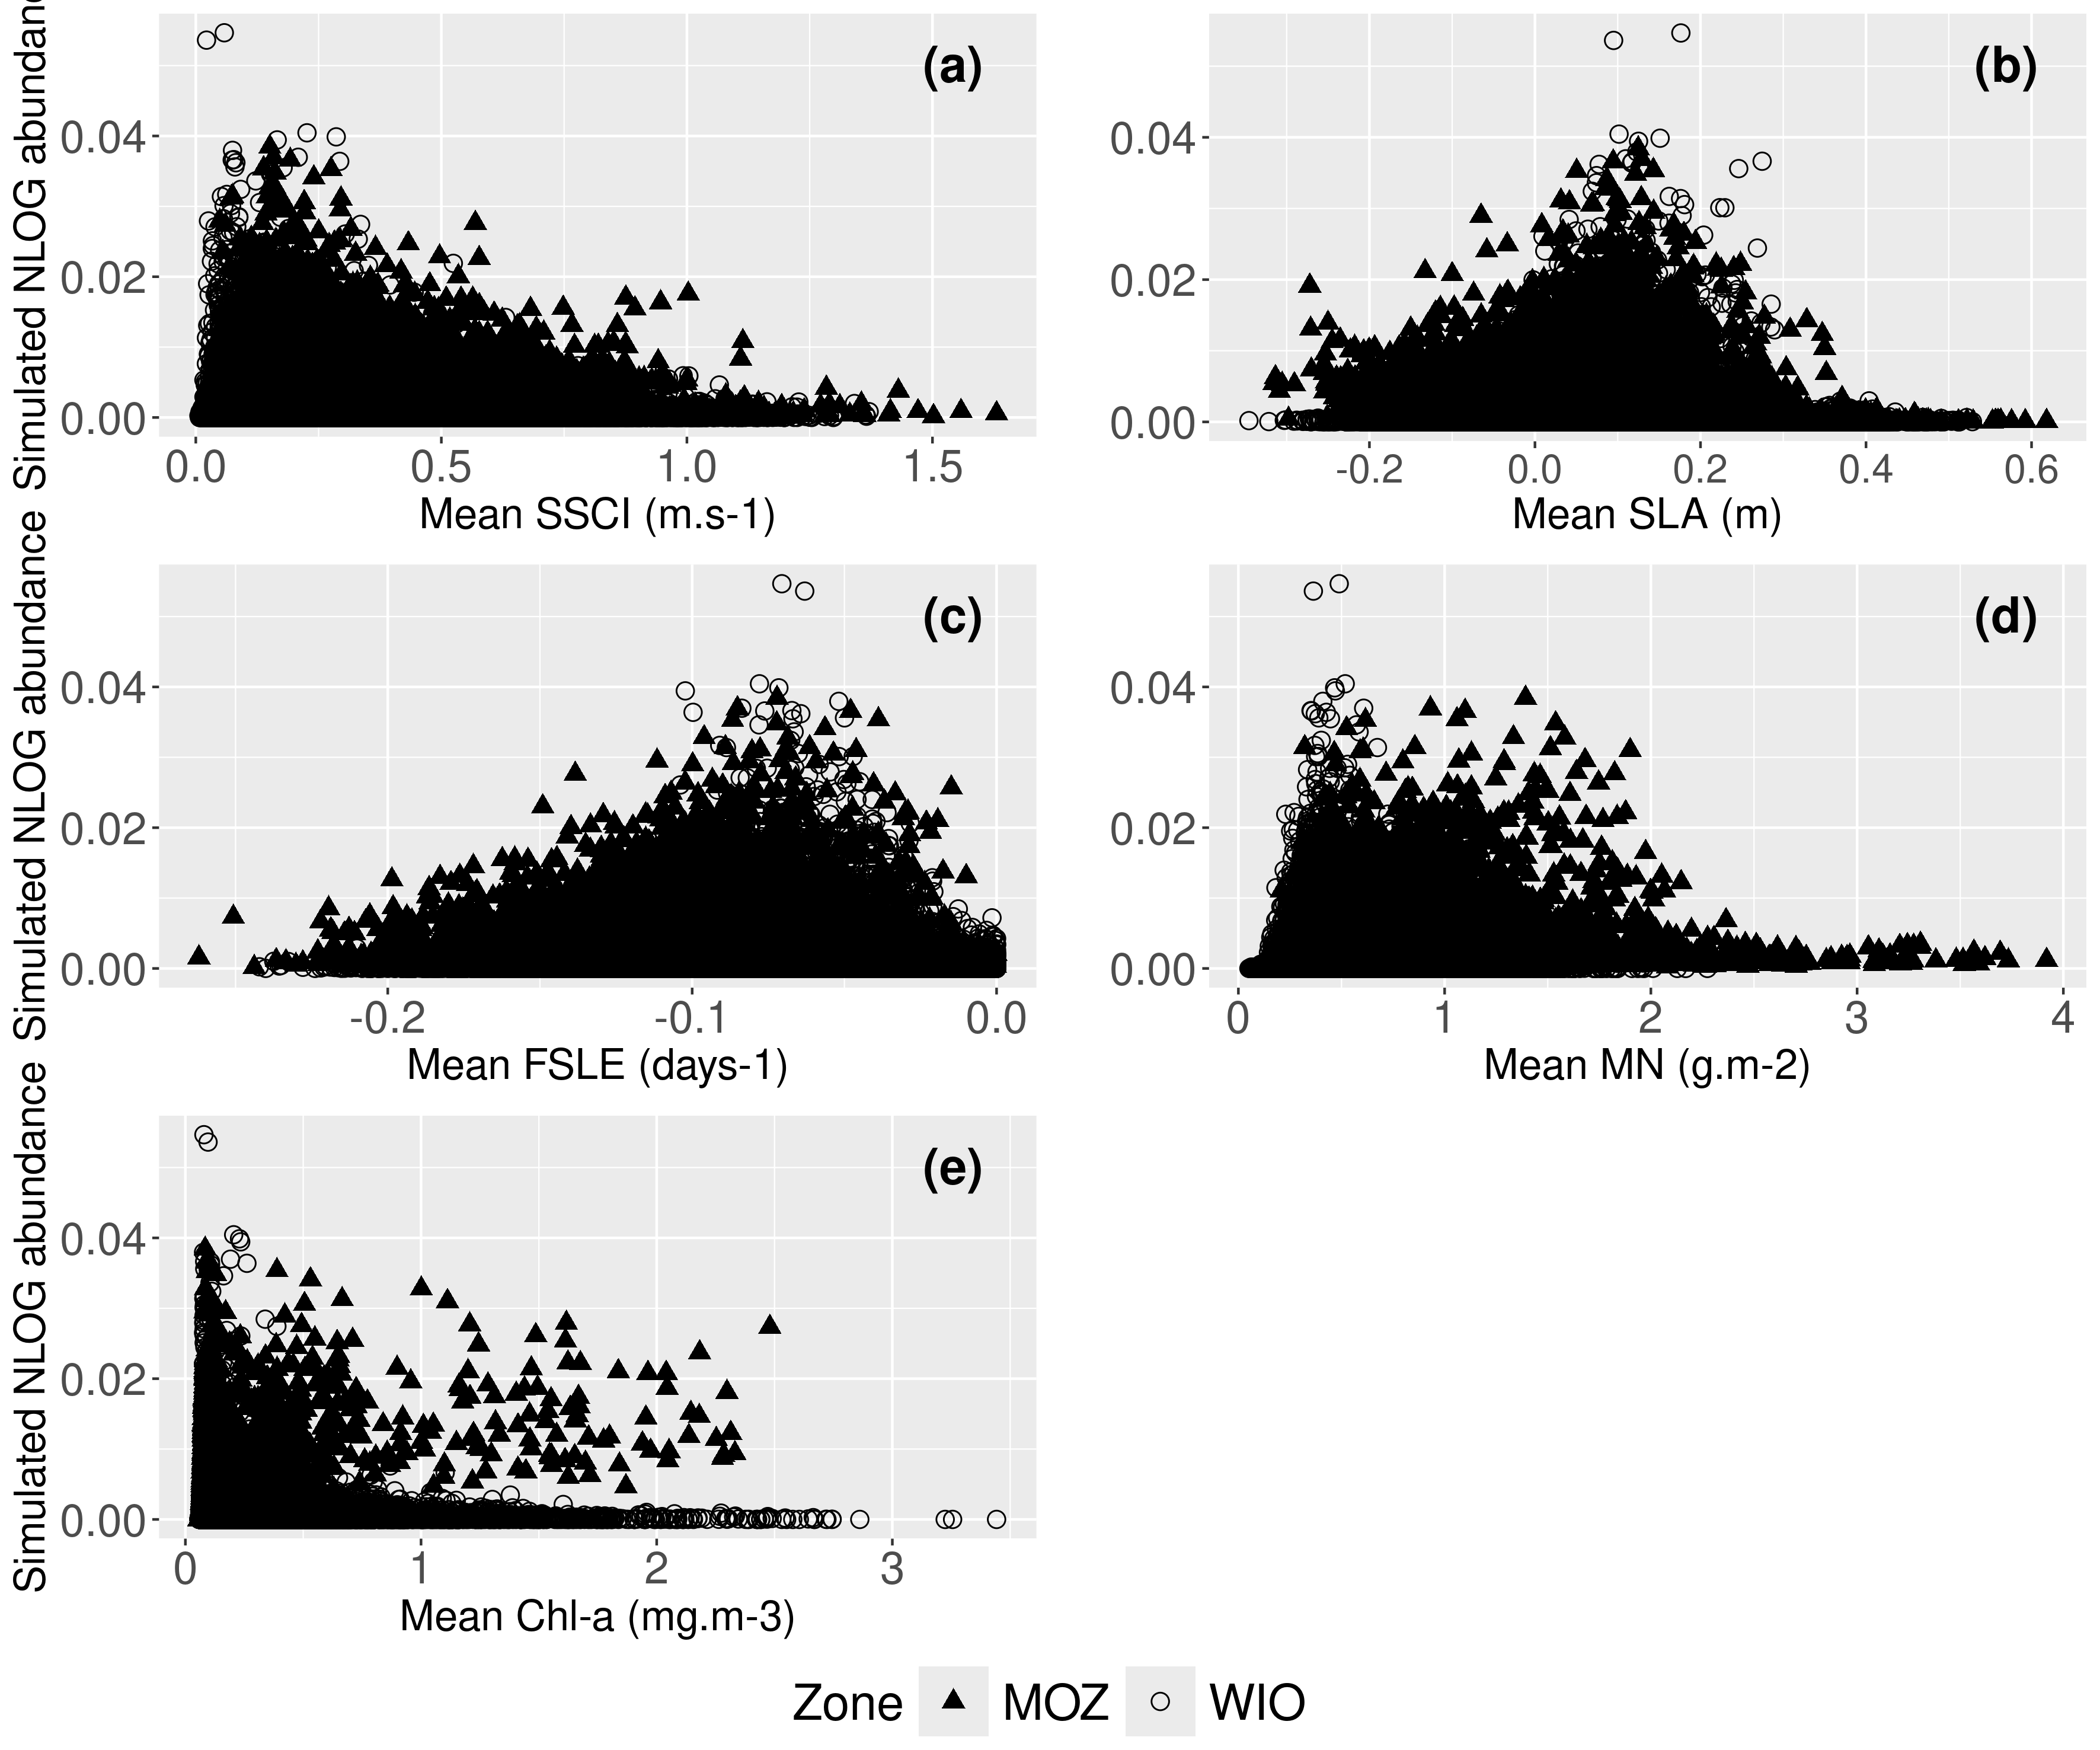 Simulated NLOG abundanc
0.04
0.02
0.00
(a)
0.0 0.5 1.0 1.5
Mean SSCI (m.s-1)
0.04
0.02
0.00
(b)
-0.2 0.0 0.2 0.4 0.6
Mean SLA (m)
Simulated NLOG abundance
0.04
0.02
0.00
(c)
-0.2 -0.1 0.0
Mean FSLE (days-1)
0.04
0.02
0.00
(d)
0 1 2 3 4
Mean MN (g.m-2)
Simulated NLOG abundance
0.04
0.02
0.00
(e)
0 1 2 3
Mean Chl-a (mg.m-3)
Zone MOZ WIO